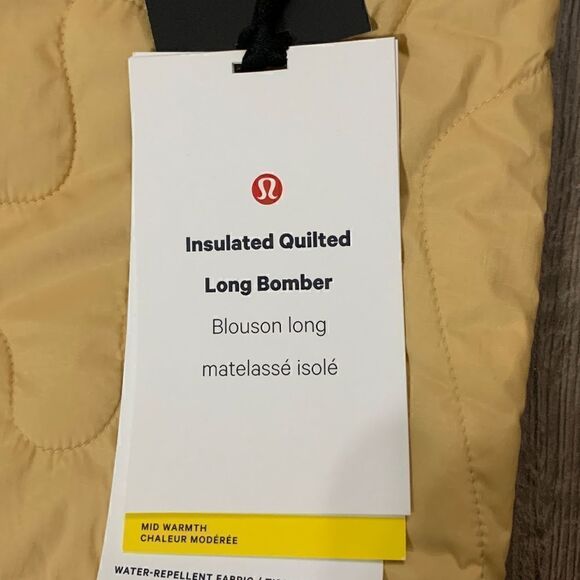 Insulated Quilted
Long Bomber
Blouson long
matelassé isolé
MID WARMTH
CHALEUR MODÉRÉE
WATER-REPELLENT FABRIC /